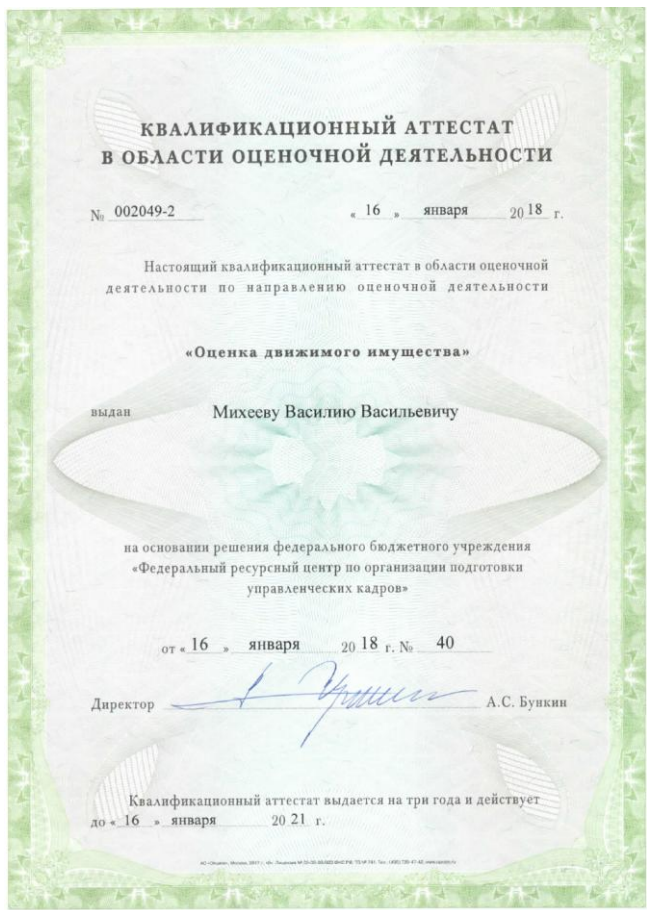 КВАЛИФИКАЦИОННЫЙ АТТЕСТАТ
В ОБЛАСТИ ОЦЕНОЧНОЙ ДЕЯТЕЛЬНОСТИ
№ 002049-2 « 16 » января 20 18 г.
Настоящий квалификационный аттестат в области оценочной
деятельности по направлению оценочной деятельности
«Оценка движимого имущества»
выдан Михееву Василию Васильевичу
на основании решения федерального бюджетного учреждения
«Федеральный ресурсный центр по организации подготовки
управленческих кадров»
от « 16 » января 20 18 г. № 40
Директор А.С. Бункин
Квалификационный аттестат выдается на три года и действует
до « 16 » января 20 21 г.